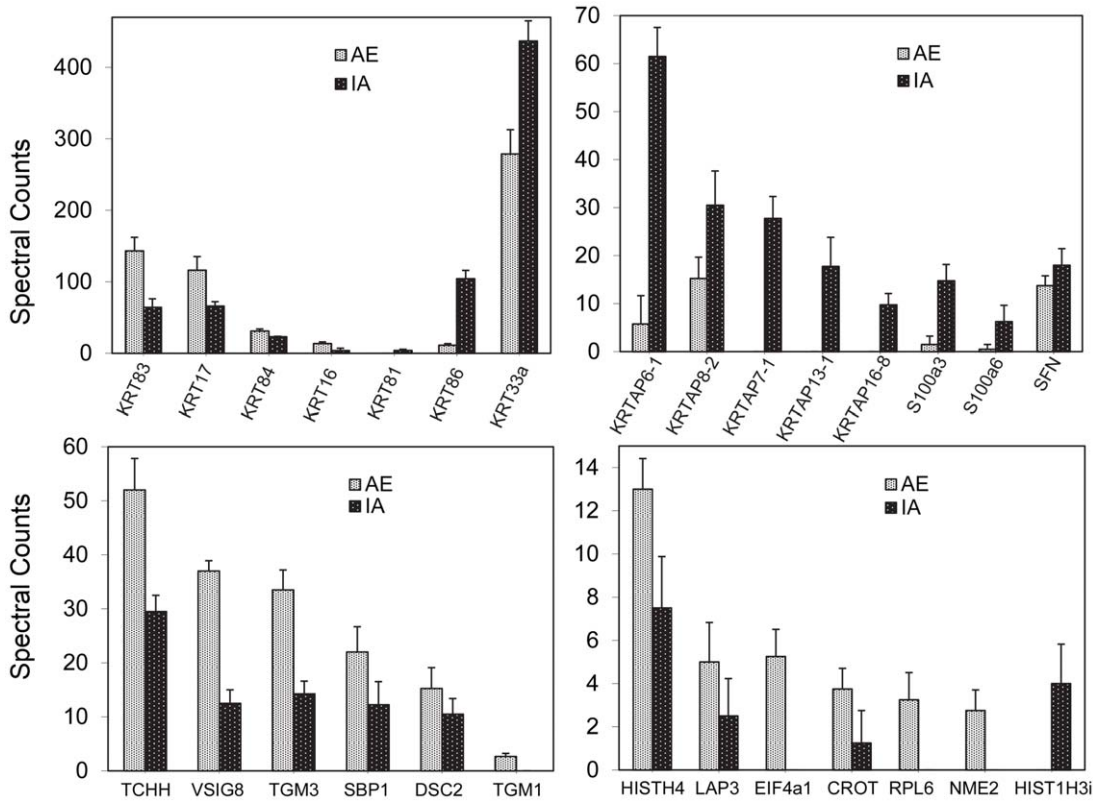 Spectral Counts
400
300
200
100
0
AE
IA
KRT83
KRT17
KRT84
KRT16
KRT81
KRT86
KRT33a
70
60
50
40
30
20
10
0
AE
IA
KRTAP6-1
KRTAP8-2
KRTAP7-1
KRTAP13-1
KRTAP16-8
S100a3
S100a6
SFN
Spectral Counts
60
50
40
30
20
10
0
AE
IA
TCHH VSIG8 TGM3 SBP1 DSC2 TGM1
14
12
10
8
6
4
2
0
AE
IA
HISTH4 LAP3 EIF4a1 CROT RPL6 NME2 HIST1H3i